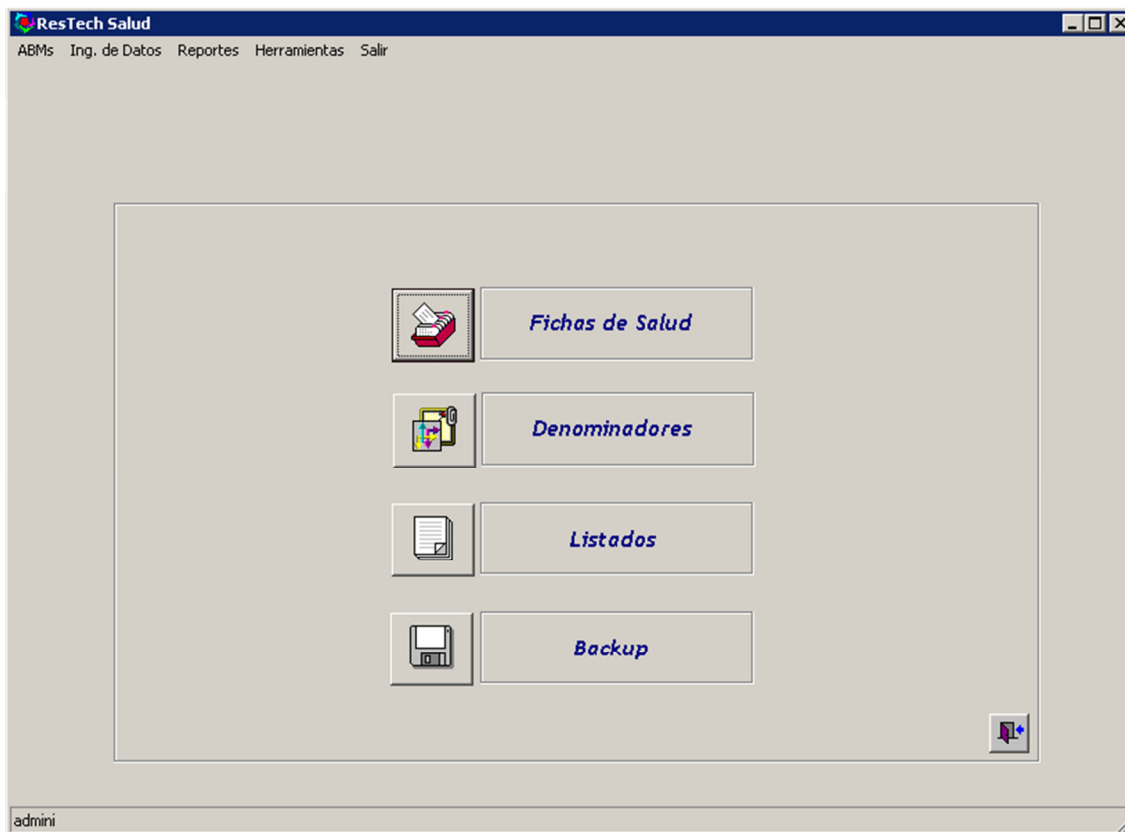 ResTech Salud
ABMs Ing. de Datos Reportes Herramientas Salir
Fichas de Salud
Denominadores
Listados
Backup
admini